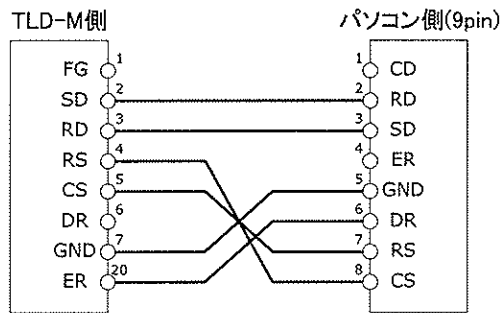 TLD-M側 パソコン側(9pin)
FG 1 1 CD
SD 2 2 RD
RD 3 3 SD
RS 4 4 ER
CS 5 5 GND
DR 6 6 DR
GND 7 7 RS
ER 20 8 CS